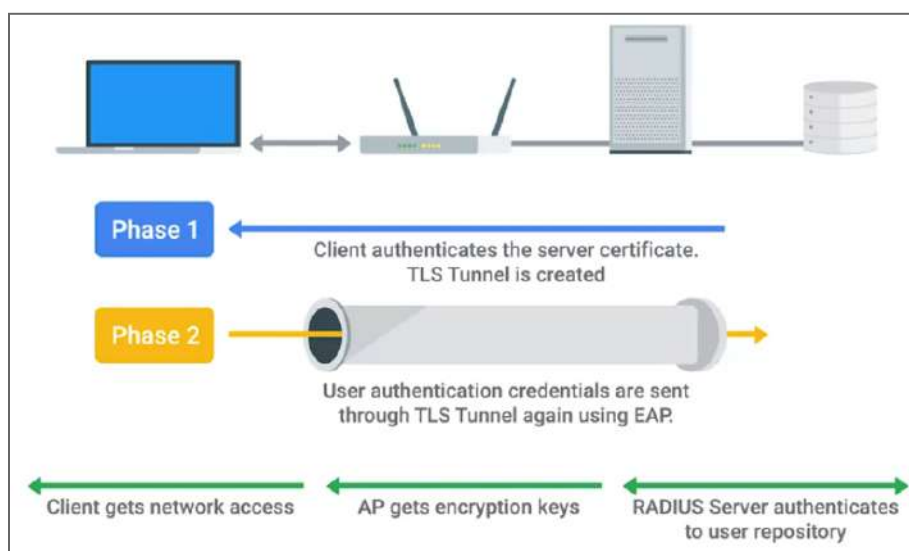 Phase 1
Client authenticates the server certificate.
TLS Tunnel is created
Phase 2
User authentication credentials are sent
through TLS Tunnel again using EAP.
Client gets network access
AP gets encryption keys
RADIUS Server authenticates
to user repository